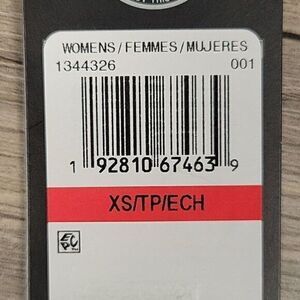 WOMENS/FEMMES/MUJERES
1344326 001
1 92810 67463 9
XS/TP/ECH